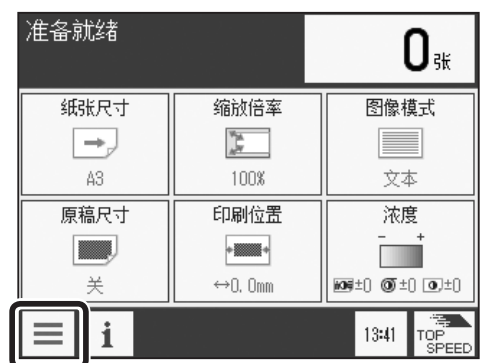 准备就绪
0张
纸张尺寸
缩放倍率
图像模式
A3
100%
文本
原稿尺寸
印刷位置
浓度
- +
关
↔0.0mm
±0 ±0 ±0
i
13:41
TOP
SPEED